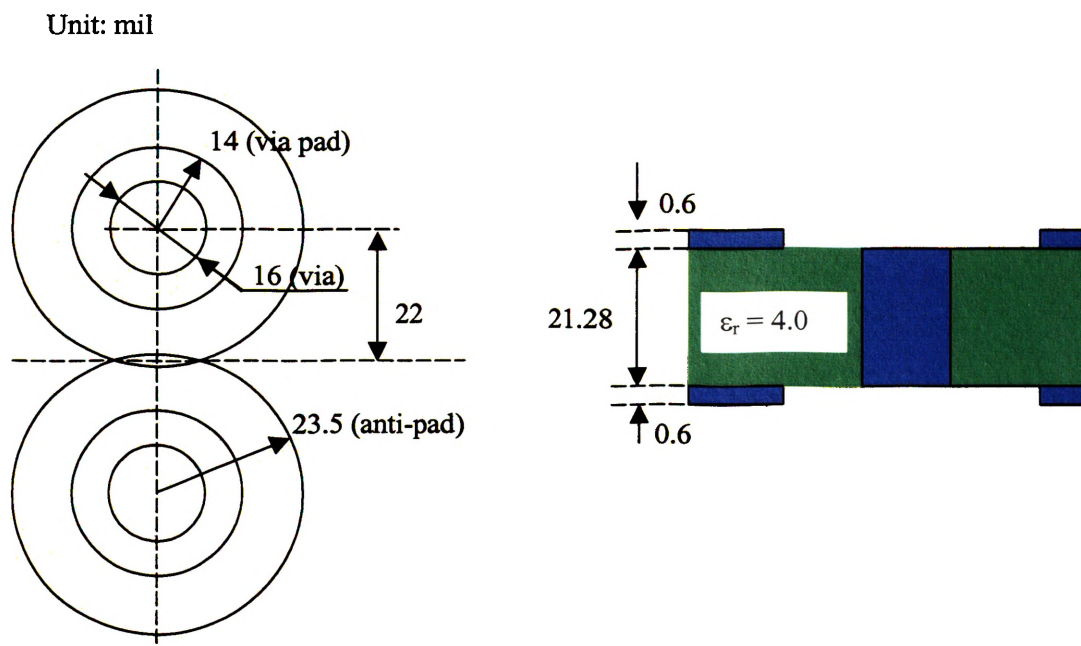 Unit: mil
14 (via pad)
16 (via)
22
23.5 (anti-pad)
0.6
21.28
εr = 4.0
0.6